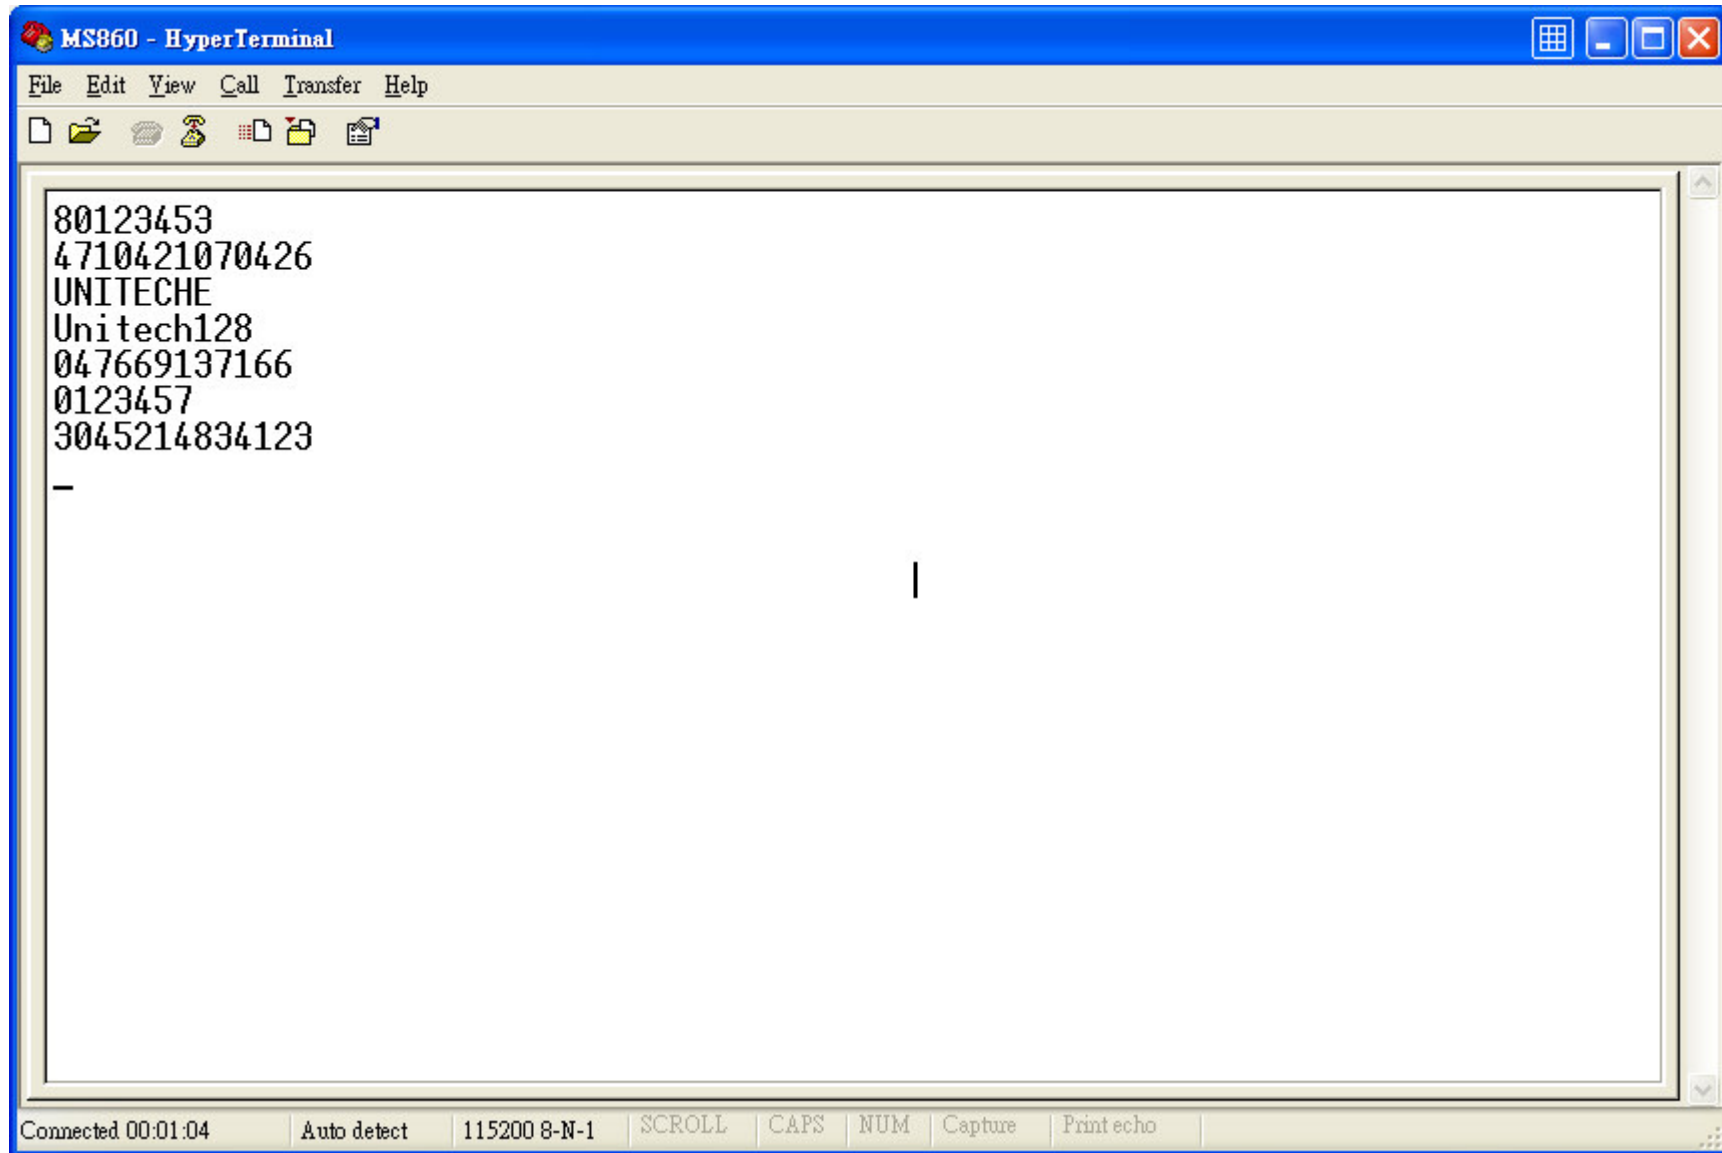 MS860 - HyperTerminal
File Edit View Call Transfer Help
80123453
4710421070426
UNITECHE
Unitech128
047669137166
0123457
3045214834123
_
Connected 00:01:04 Auto detect 115200 8-N-1 SCROLL CAPS NUM Capture Print echo